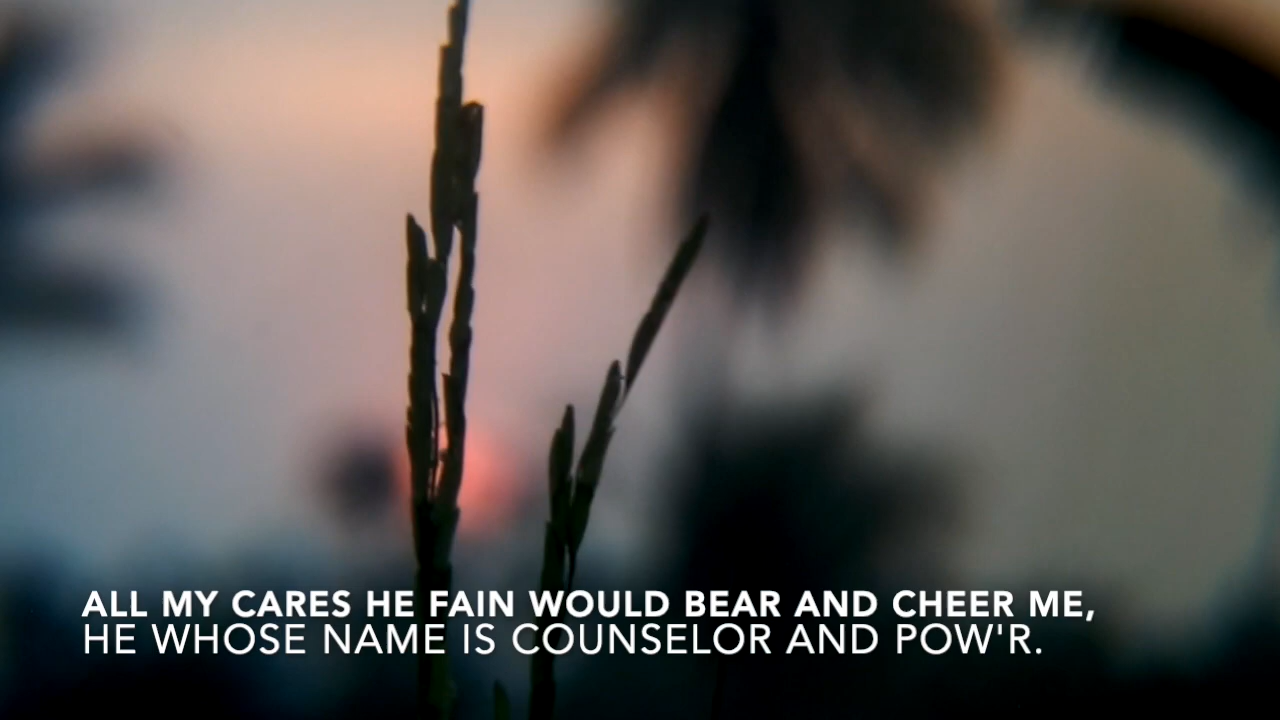 ALL MY CARES HE FAIN WOULD BEAR AND CHEER ME,
HE WHOSE NAME IS COUNSELOR AND POW'R.